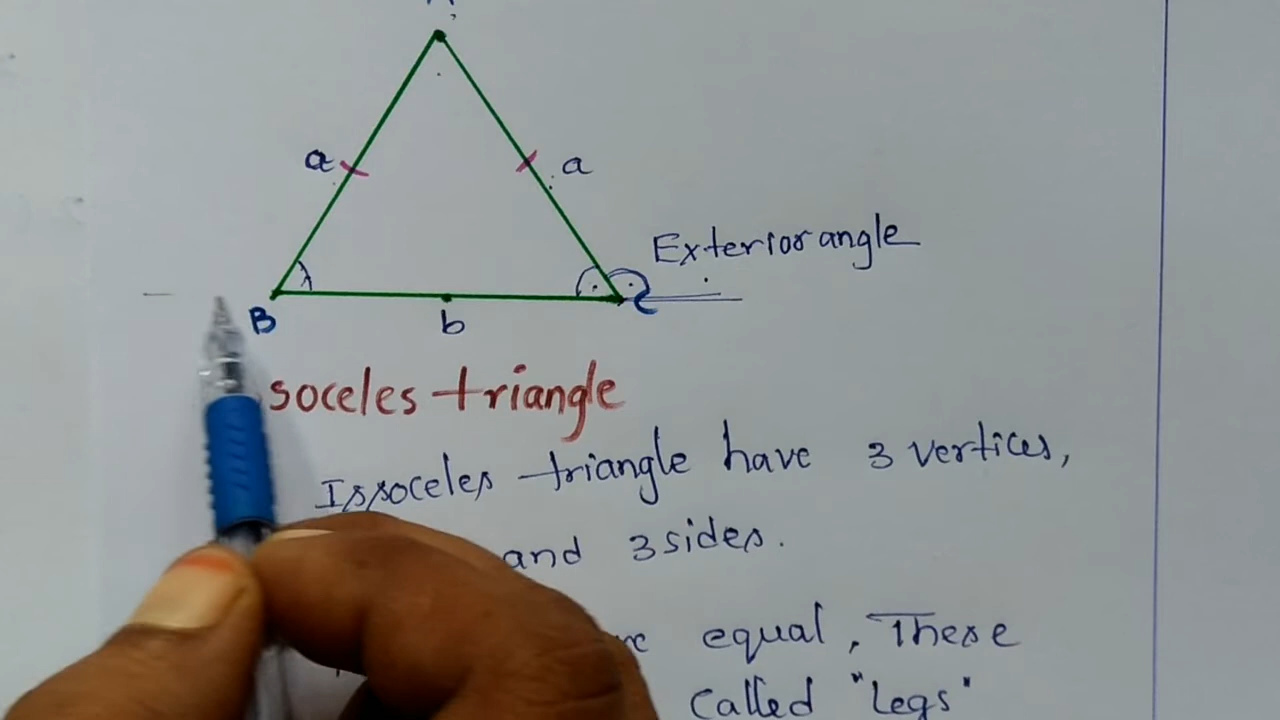 a a
Exterior angle
B b C
soceles triangle
Issoceles triangle have 3 vertices,
and 3 sides.
equal, These
called "Legs"